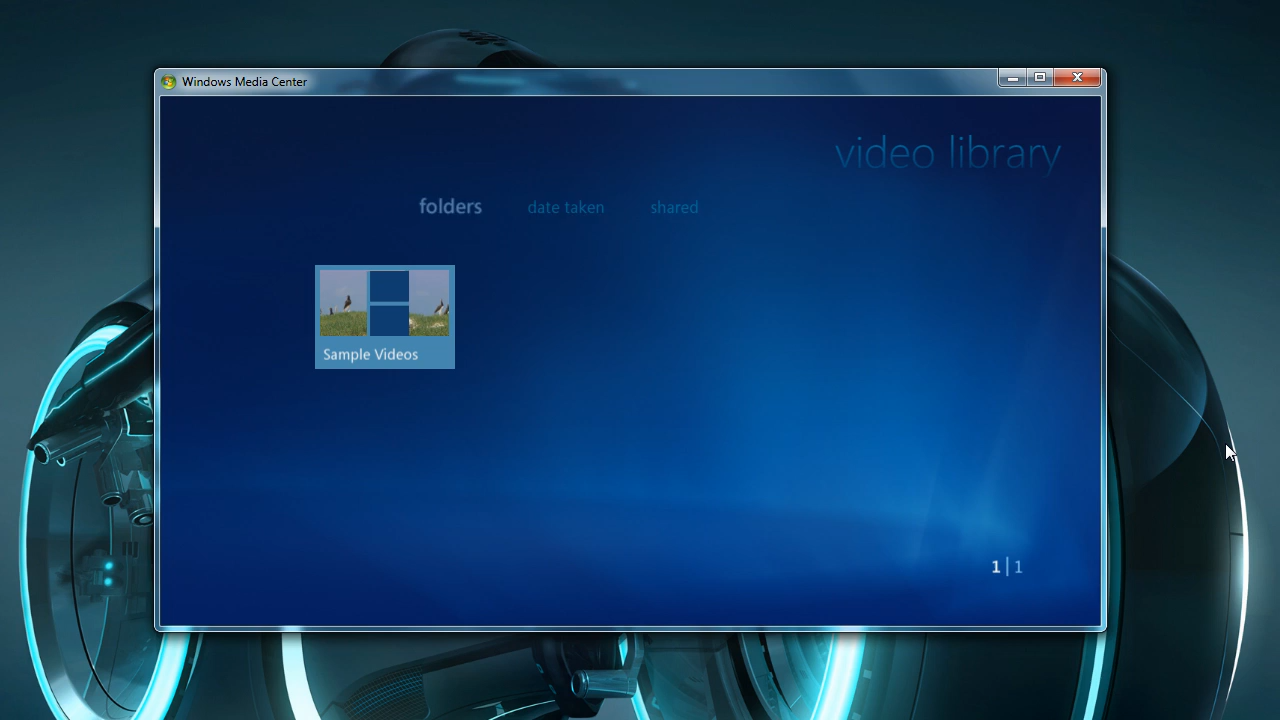 Windows Media Center
video library
folders date taken shared
Sample Videos
1|1